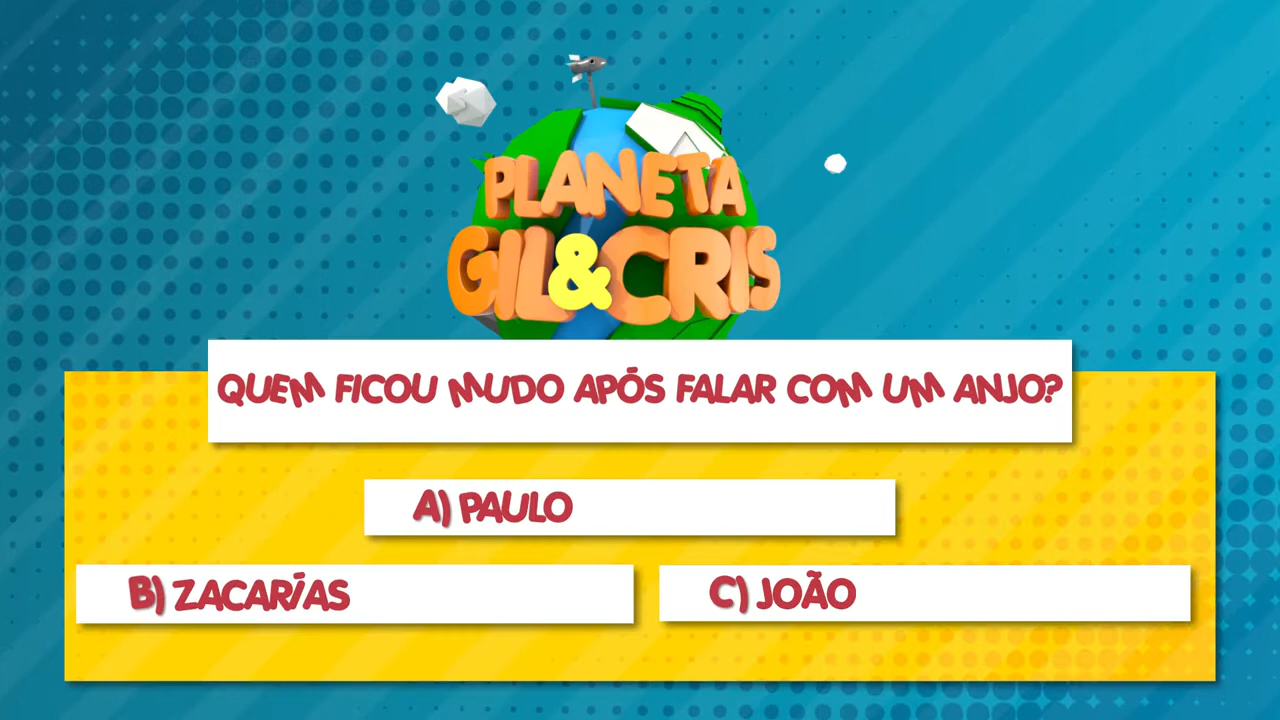 PLANETA
GIL&CRIS
QUEM FICOU MUDO APÓS FALAR COM UM ANJO?
A) PAULO
B) ZACARÍAS
C) JOÃO